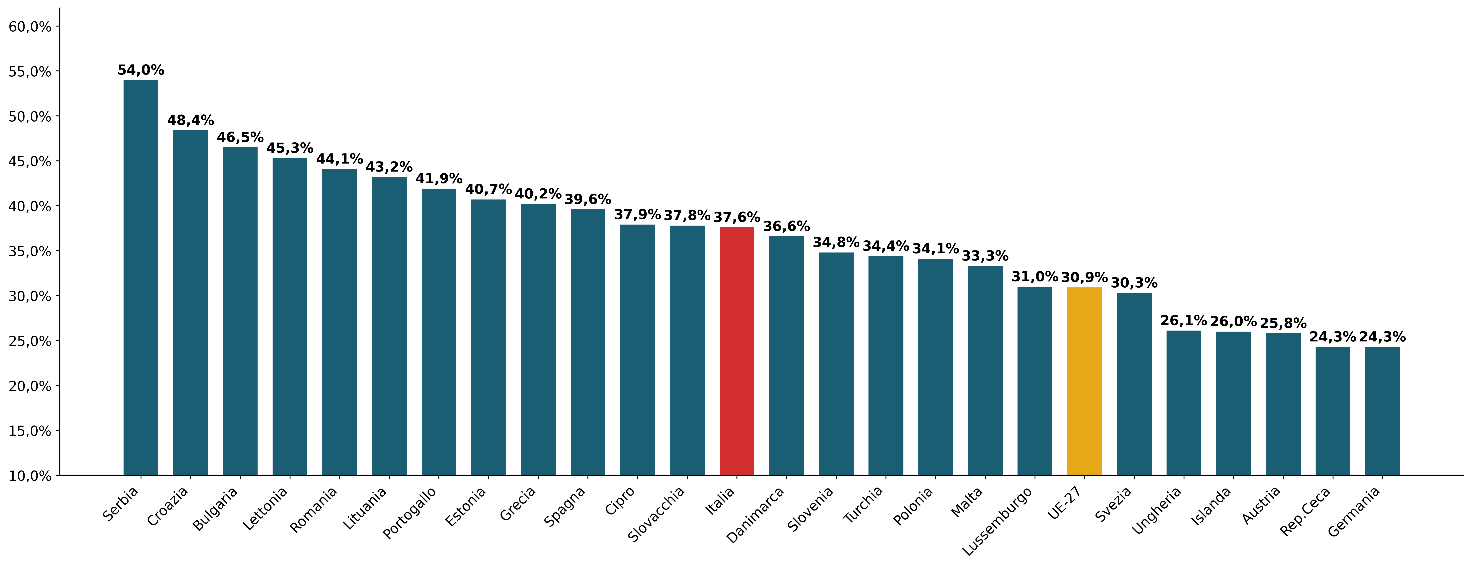 60,0%
55,0%
50,0%
45,0%
40,0%
35,0%
30,0%
25,0%
20,0%
15,0%
10,0%
54,0%
48,4%
46,5%
45,3%
44,1%
43,2%
41,9%
40,7%
40,2%
39,6%
37,9%
37,8%
37,6%
36,6%
34,8%
34,4%
34,1%
33,3%
31,0%
30,9%
30,3%
26,1%
26,0%
25,8%
24,3%
24,3%
Serbia
Croazia
Bulgaria
Lettonia
Romania
Lituania
Portogallo
Estonia
Grecia
Spagna
Cipro
Slovacchia
Italia
Danimarca
Slovenia
Turchia
Polonia
Malta
Lussemburgo
UE-27
Svezia
Ungheria
Islanda
Austria
Rep.Ceca
Germania